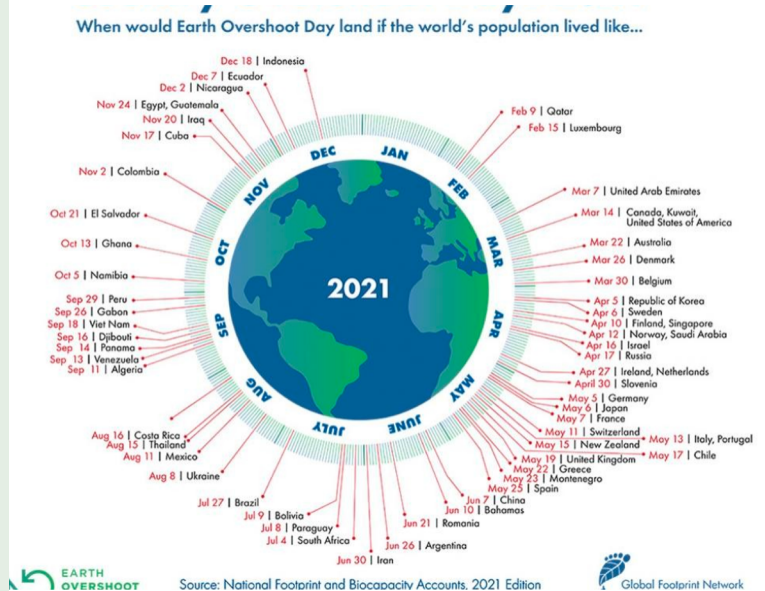 When would Earth Overshoot Day land if the world's population lived like...
Dec 18 | Indonesia
Dec 7 | Ecuador
Dec 2 | Nicaragua
Nov 24 | Egypt, Guatemala
Nov 20 | Iraq
Nov 17 | Cuba
Nov 2 | Colombia
Oct 21 | El Salvador
Oct 13 | Ghana
Oct 5 | Namibia
Sep 29 | Peru
Sep 26 | Gabon
Sep 18 | Viet Nam
Sep 16 | Djibouti
Sep 14 | Panama
Sep 13 | Venezuela
Sep 11 | Algeria
Aug 16 | Costa Rica
Aug 15 | Thailand
Aug 11 | Mexico
Aug 8 | Ukraine
Jul 27 | Brazil
Jul 9 | Bolivia
Jul 8 | Paraguay
Jul 4 | South Africa
Jun 30 | Iran
Feb 9 | Qatar
Feb 15 | Luxembourg
Mar 7 | United Arab Emirates
Mar 14 | Canada, Kuwait,
United States of America
Mar 22 | Australia
Mar 26 | Denmark
Mar 30 | Belgium
Apr 5 | Republic of Korea
Apr 6 | Sweden
Apr 10 | Finland, Singapore
Apr 12 | Norway, Saudi Arabia
Apr 16 | Israel
Apr 17 | Russia
Apr 27 | Ireland, Netherlands
April 30 | Slovenia
May 5 | Germany
May 6 | Japan
May 7 | France
May 11 | Switzerland
May 13 | Italy, Portugal
May 15 | New Zealand
May 17 | Chile
May 19 | United Kingdom
May 22 | Greece
May 23 | Montenegro
May 25 | Spain
Jun 7 | China
Jun 10 | Bahamas
Jun 21 | Romania
Jun 26 | Argentina
JAN
FEB
MAR
APR
MAY
JUNE
JULY
AUG
SEP
OCT
NOV
DEC
2021
EARTH
OVERSHOOT
Source: National Footprint and Biocapacity Accounts, 2021 Edition
Global Footprint Network